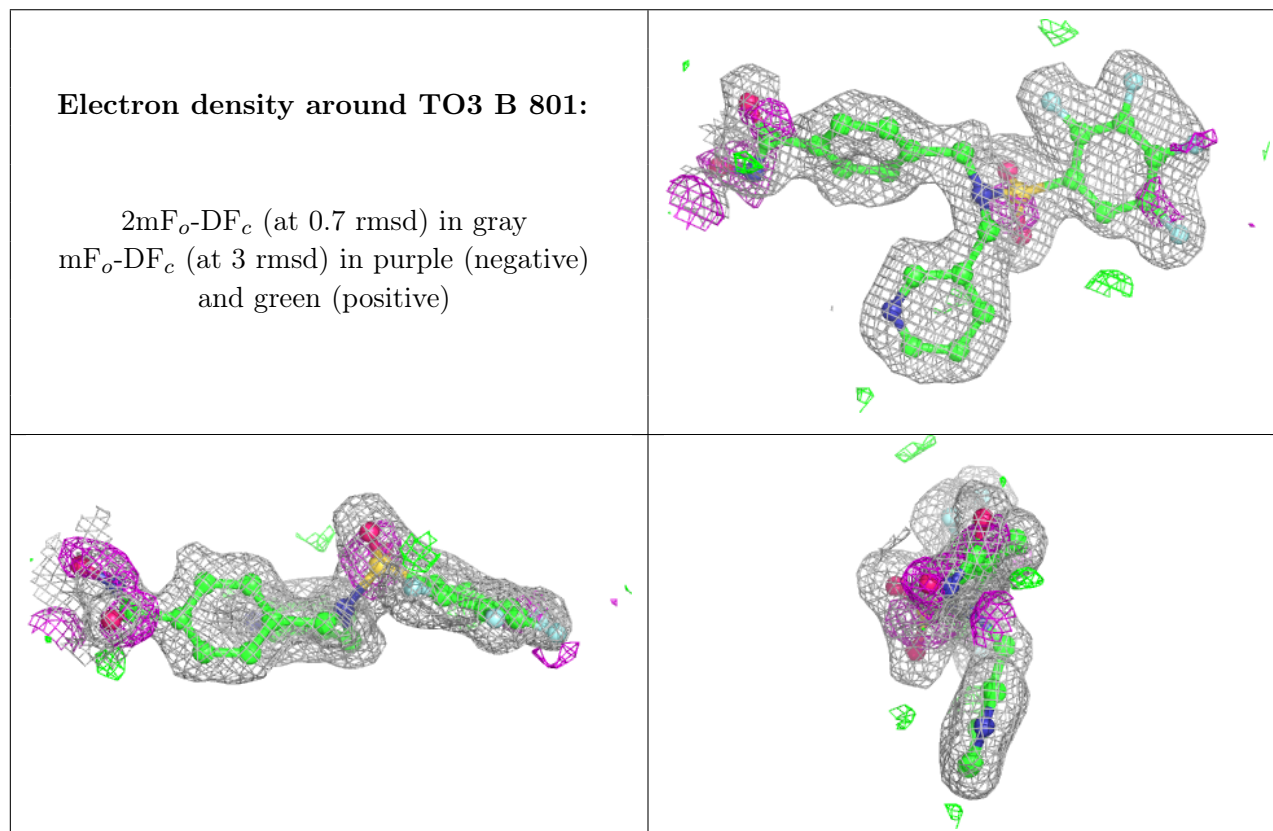 Electron density around TO3 B 801:
2mFₒ-DF𝒸 (at 0.7 rmsd) in gray
mFₒ-DF𝒸 (at 3 rmsd) in purple (negative)
and green (positive)